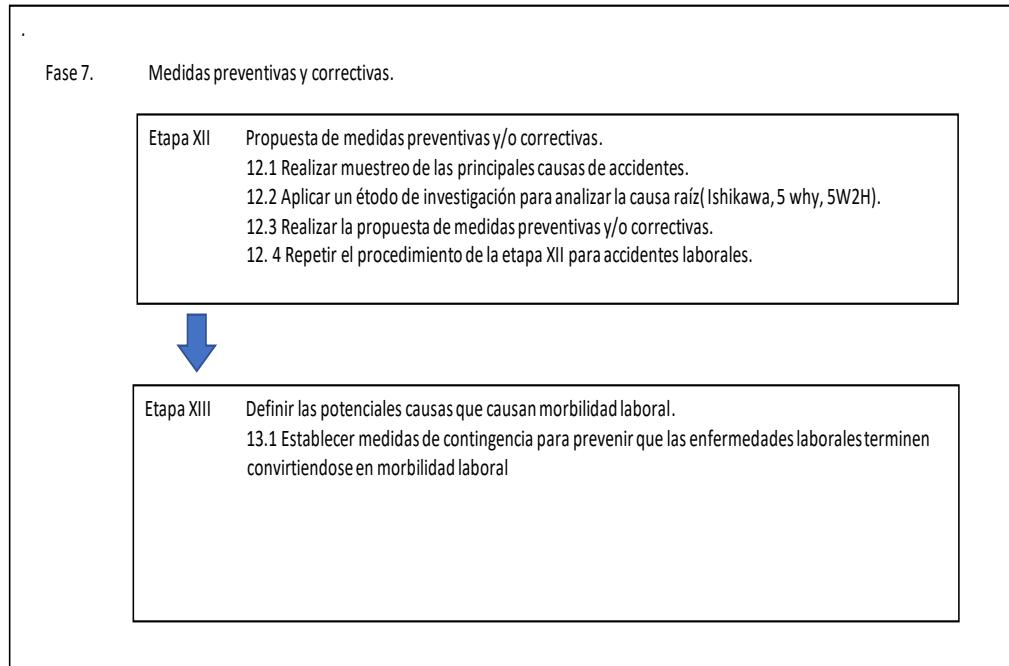 .
Fase 7. Medidas preventivas y correctivas.
Etapa XII Propuesta de medidas preventivas y/o correctivas.
12.1 Realizar muestreo de las principales causas de accidentes.
12.2 Aplicar un étodo de investigación para analizar la causa raíz( Ishikawa, 5 why, 5W2H).
12.3 Realizar la propuesta de medidas preventivas y/o correctivas.
12. 4 Repetir el procedimiento de la etapa XII para accidentes laborales.
Etapa XIII Definir las potenciales causas que causan morbilidad laboral.
13.1 Establecer medidas de contingencia para prevenir que las enfermedades laborales terminen
convirtiendose en morbilidad laboral